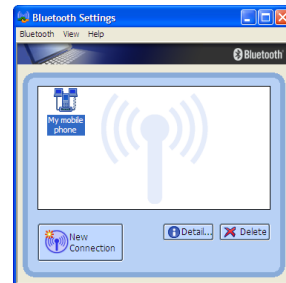 Bluetooth Settings
Bluetooth View Help
Bluetooth
My mobile
phone
New
Connection
Detail...
Delete